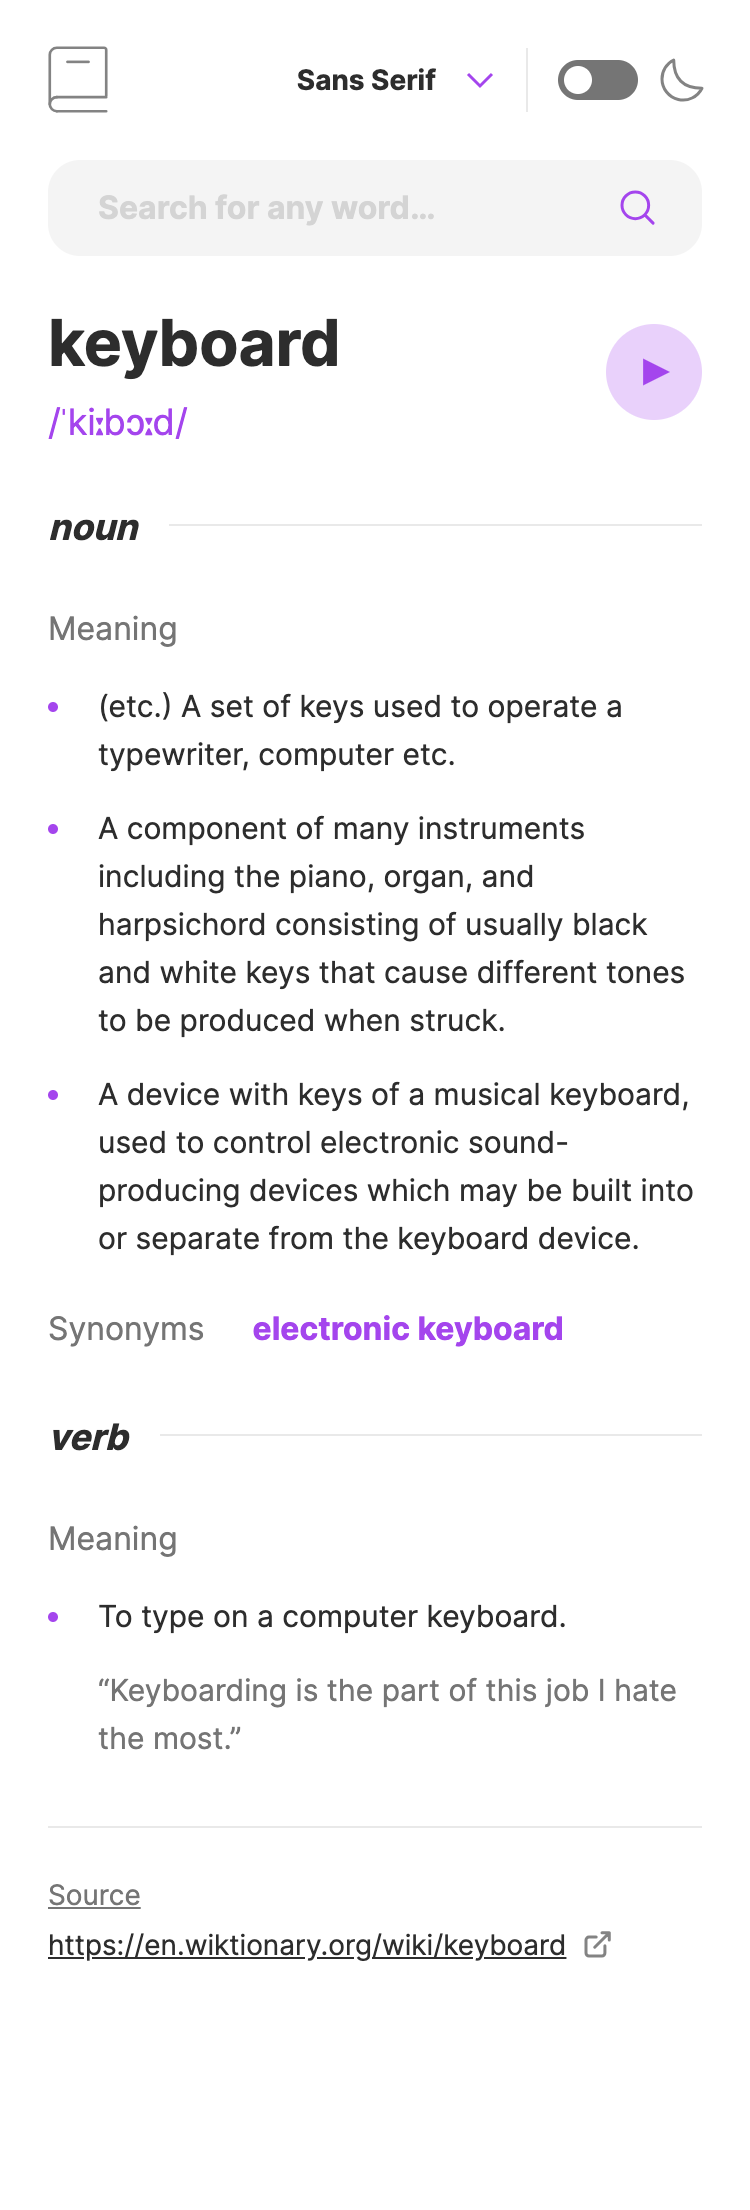 Sans Serif
Search for any word…
keyboard
/ˈkiːbɔːd/
noun
Meaning
(etc.) A set of keys used to operate a
typewriter, computer etc.
A component of many instruments
including the piano, organ, and
harpsichord consisting of usually black
and white keys that cause different tones
to be produced when struck.
A device with keys of a musical keyboard,
used to control electronic sound-
producing devices which may be built into
or separate from the keyboard device.
Synonyms electronic keyboard
verb
Meaning
To type on a computer keyboard.
“Keyboarding is the part of this job I hate
the most.”
Source
https://en.wiktionary.org/wiki/keyboard